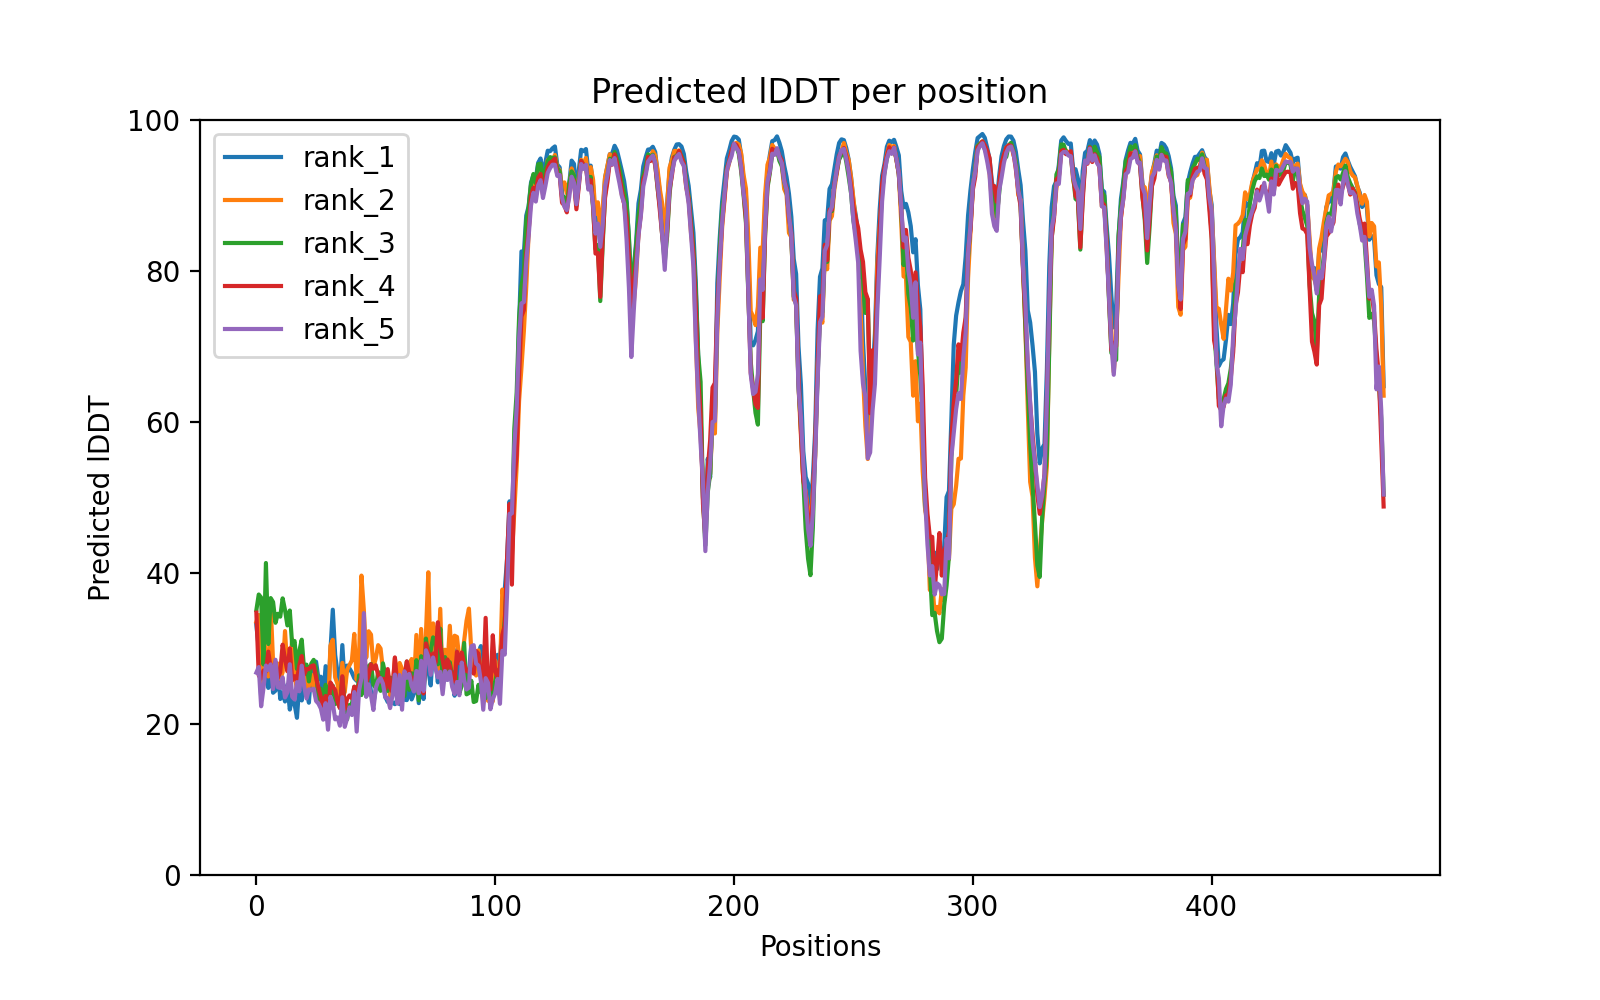 Predicted lDDT per position
100
80
60
40
20
0
Predicted lDDT
rank_1
rank_2
rank_3
rank_4
rank_5
0 100 200 300 400
Positions